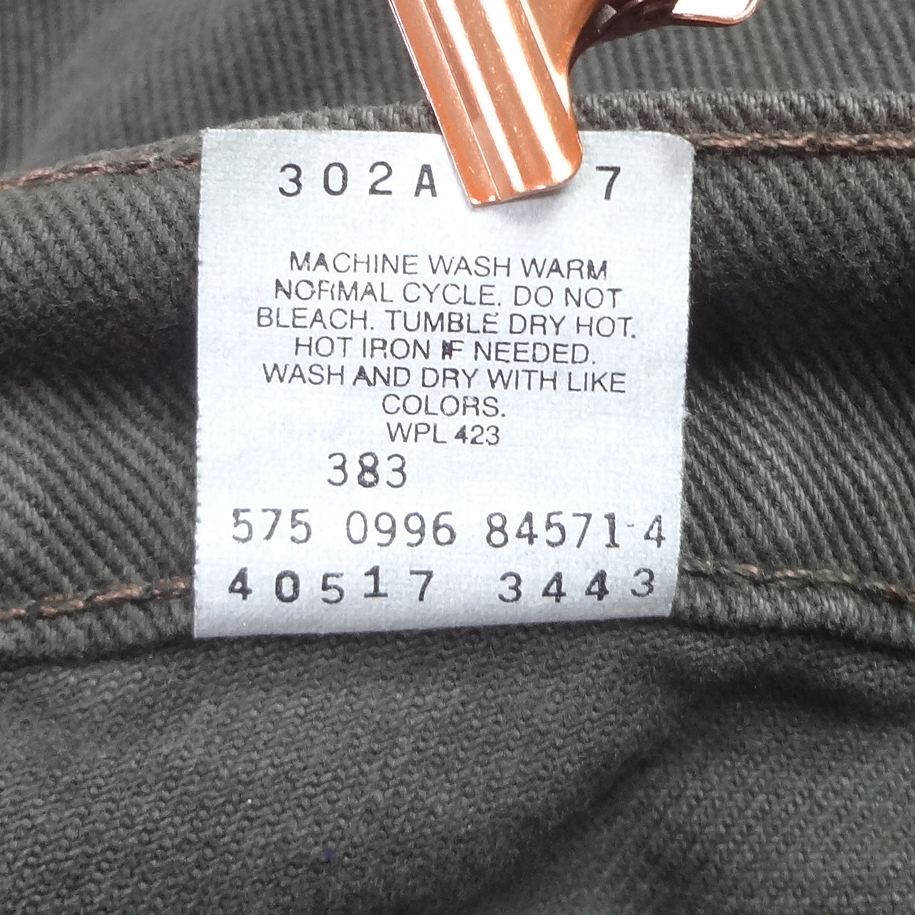 302A 7
MACHINE WASH WARM
NORMAL CYCLE. DO NOT
BLEACH. TUMBLE DRY HOT.
HOT IRON IF NEEDED.
WASH AND DRY WITH LIKE
COLORS.
WPL 423
383
575 0996 84571-4
40517 3443